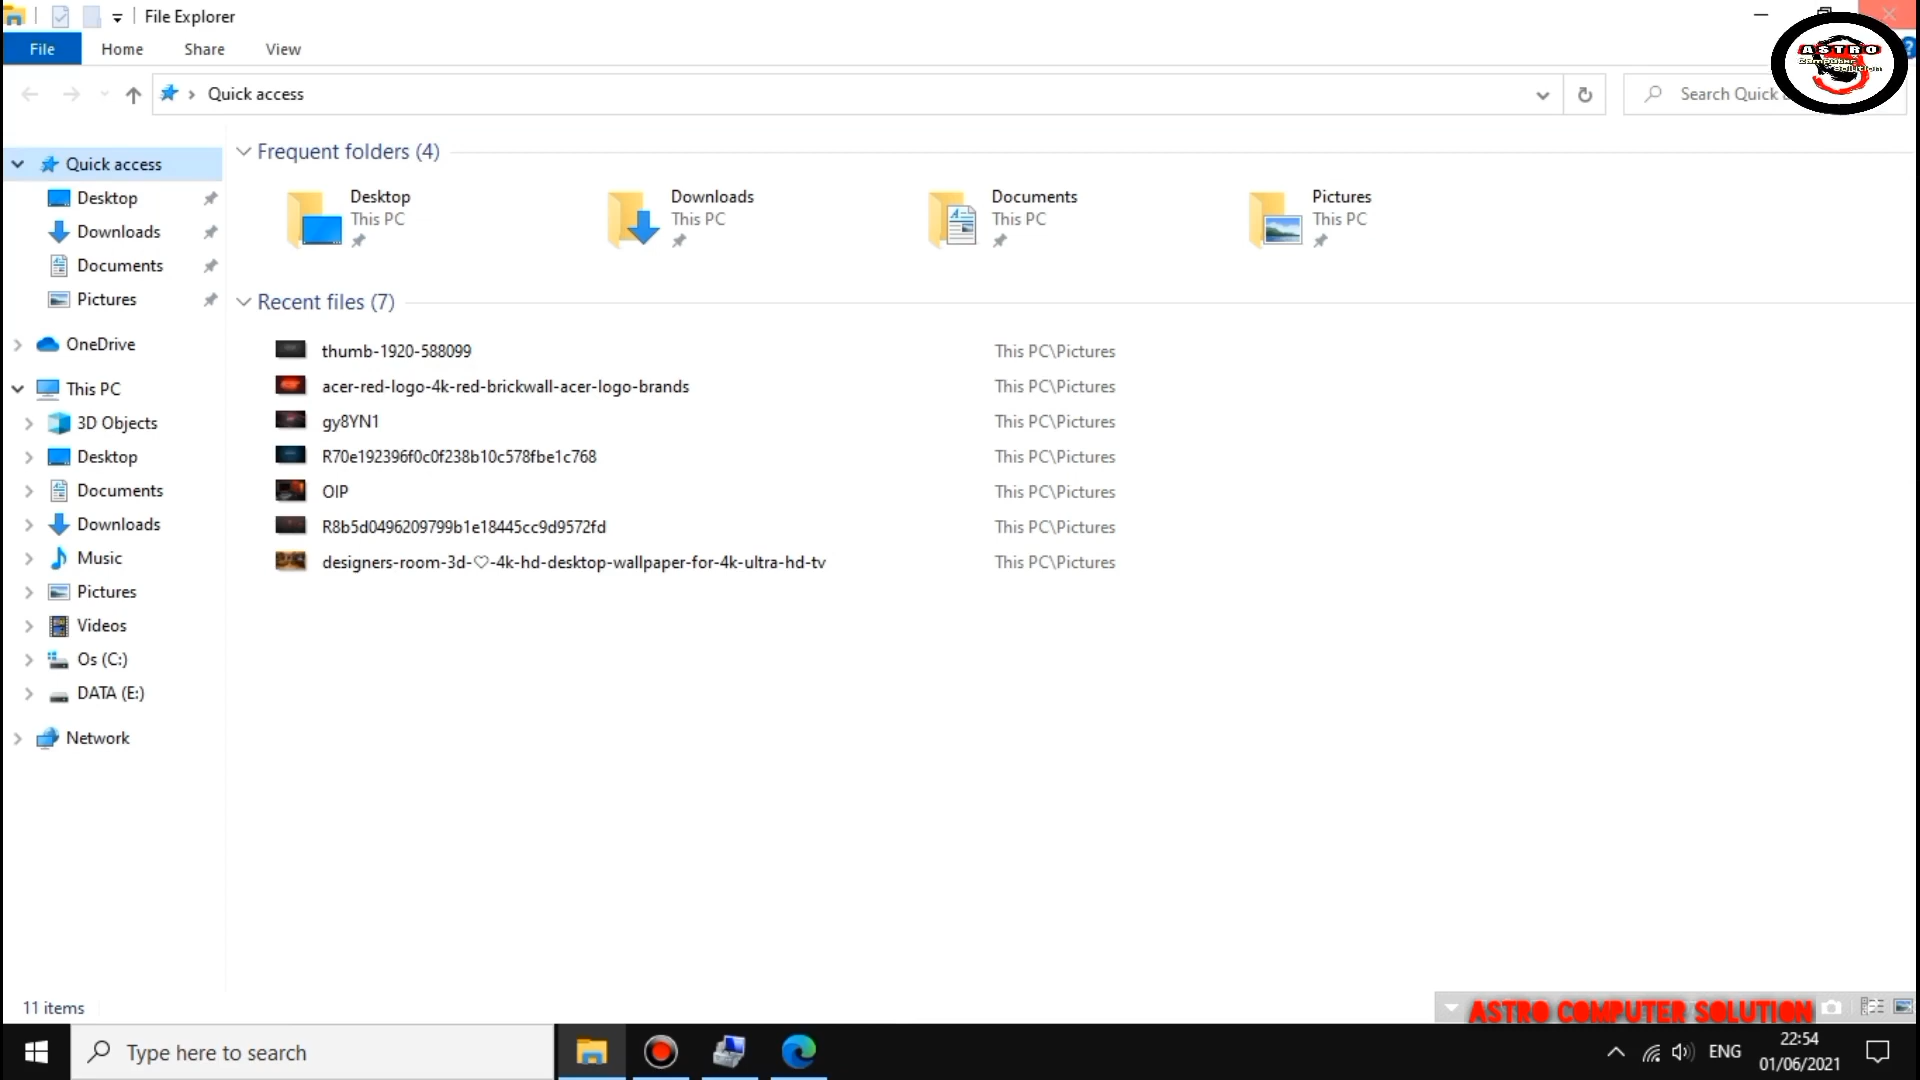 File Explorer
File Home Share View
Quick access
Search Quick
ASTRO
Quick access
Desktop
Downloads
Documents
Pictures
OneDrive
This PC
3D Objects
Desktop
Documents
Downloads
Music
Pictures
Videos
Os (C:)
DATA (E:)
Network
Frequent folders (4)
Desktop
This PC
Downloads
This PC
Documents
This PC
Pictures
This PC
Recent files (7)
thumb-1920-588099 This PC\Pictures
acer-red-logo-4k-red-brickwall-acer-logo-brands This PC\Pictures
gy8YN1 This PC\Pictures
R70e192396f0c0f238b10c578fbe1c768 This PC\Pictures
OIP This PC\Pictures
R8b5d0496209799b1e18445cc9d9572fd This PC\Pictures
designers-room-3d-♡-4k-hd-desktop-wallpaper-for-4k-ultra-hd-tv This PC\Pictures
11 items
ASTRO COMPUTER SOLUTION
Type here to search
ENG
22:54
01/06/2021